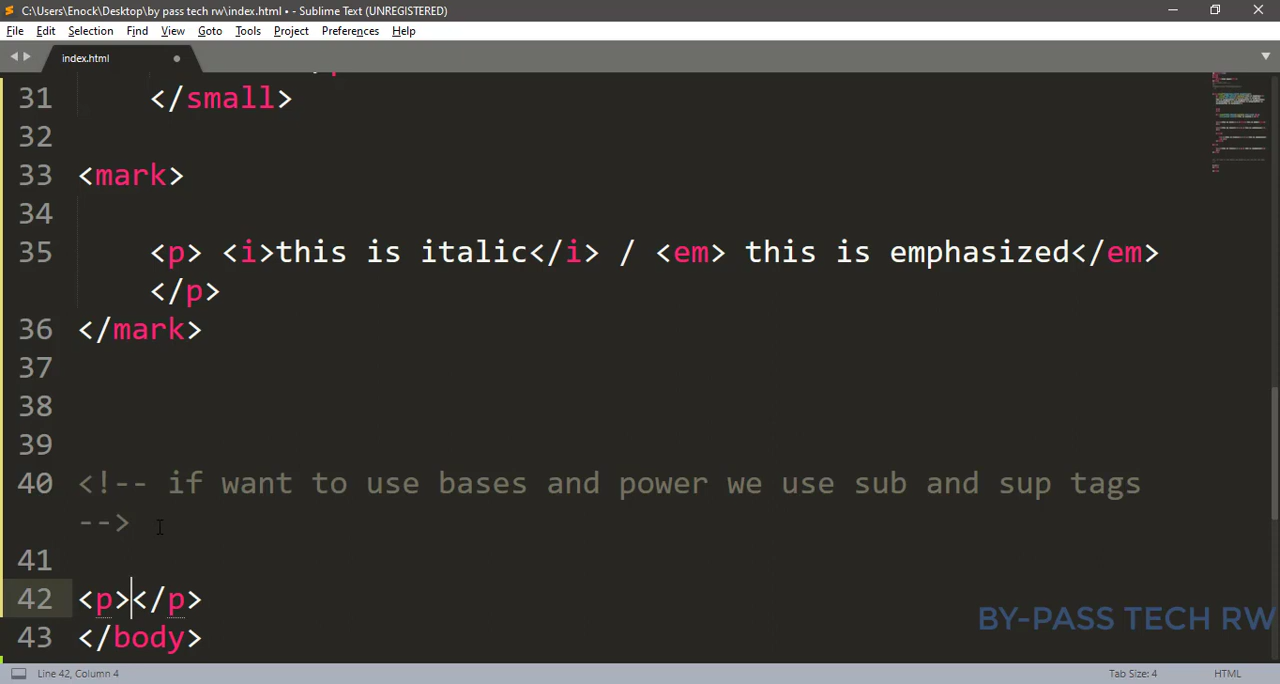 C:\Users\Enock\Desktop\by pass tech rw\index.html • - Sublime Text (UNREGISTERED)
File Edit Selection Find View Goto Tools Project Preferences Help
index.html
31 </small>
32
33 <mark>
34
35 <p> <i>this is italic</i> / <em> this is emphasized</em>
</p>
36 </mark>
37
38
39
40 <!-- if want to use bases and power we use sub and sup tags
-->
41
42 <p></p>
43 </body>
BY-PASS TECH RW
Line 42, Column 4 Tab Size: 4 HTML